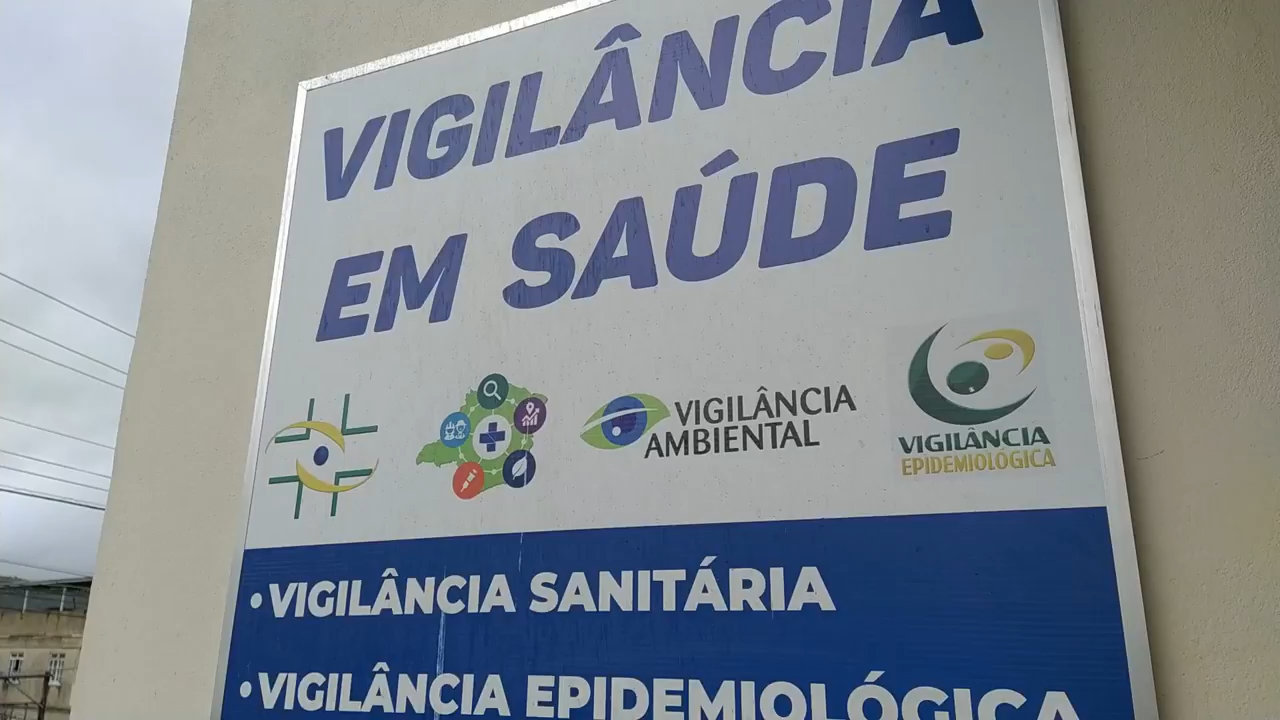 VIGILÂNCIA
EM SAÚDE
VIGILÂNCIA
AMBIENTAL
VIGILÂNCIA
EPIDEMIOLÓGICA
•VIGILÂNCIA SANITÁRIA
•VIGILÂNCIA EPIDEMIOLÓGICA